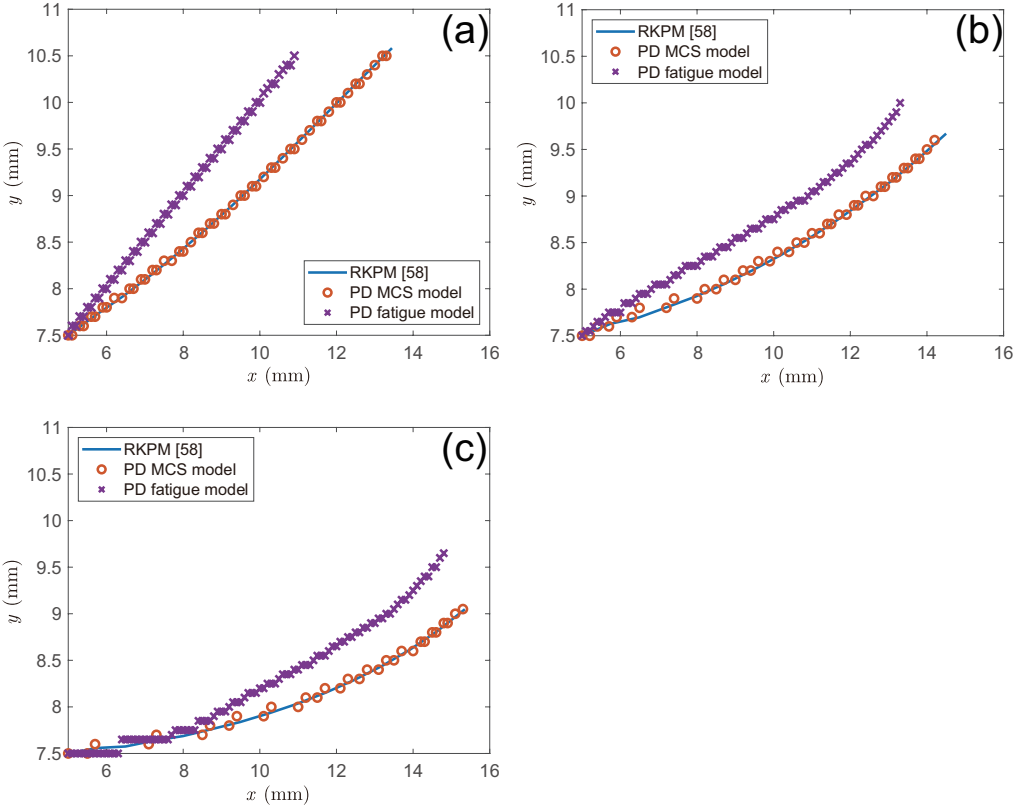 (a)
11
10.5
10
9.5
9
8.5
8
7.5
y (mm)
RKPM [58]
PD MCS model
PD fatigue model
6 8 10 12 14 16
x (mm)
(b)
11
10.5
10
9.5
9
8.5
8
7.5
y (mm)
RKPM [58]
PD MCS model
PD fatigue model
6 8 10 12 14 16
x (mm)
(c)
11
10.5
10
9.5
9
8.5
8
7.5
y (mm)
RKPM [58]
PD MCS model
PD fatigue model
6 8 10 12 14 16
x (mm)